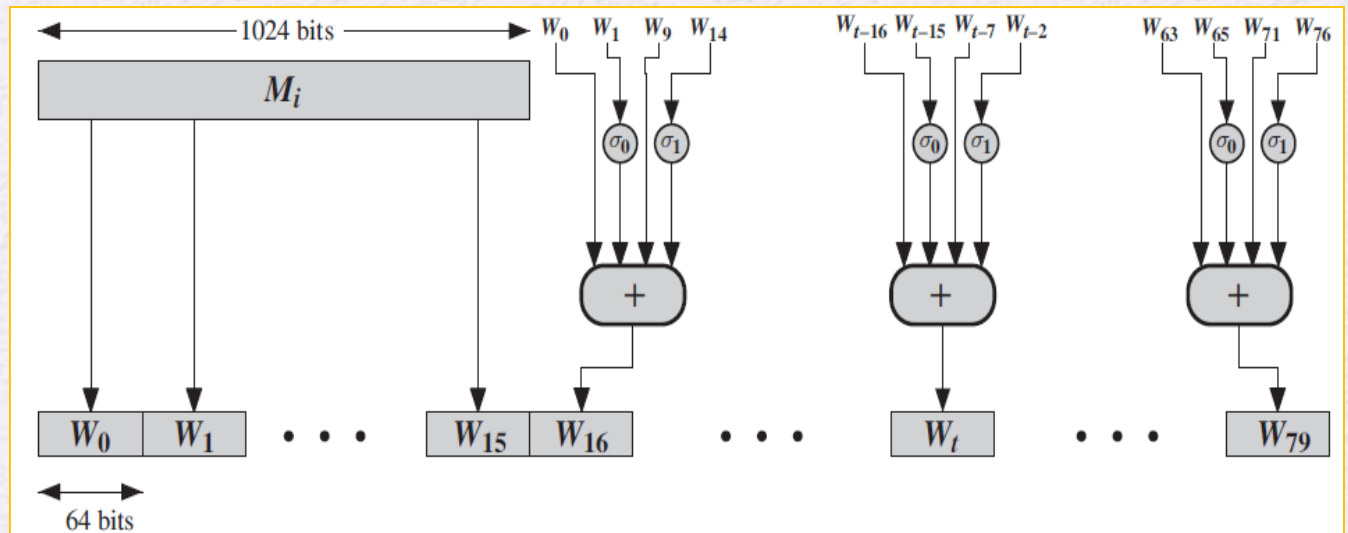 1024 bits
W0 W1 W9 W14
Wt–16 Wt–15 Wt–7 Wt–2
W63 W65 W71 W76
Mi
σ0 σ1
σ0 σ1
σ0 σ1
+ + +
W0 W1 • • • W15 W16 • • • Wt • • • W79
64 bits